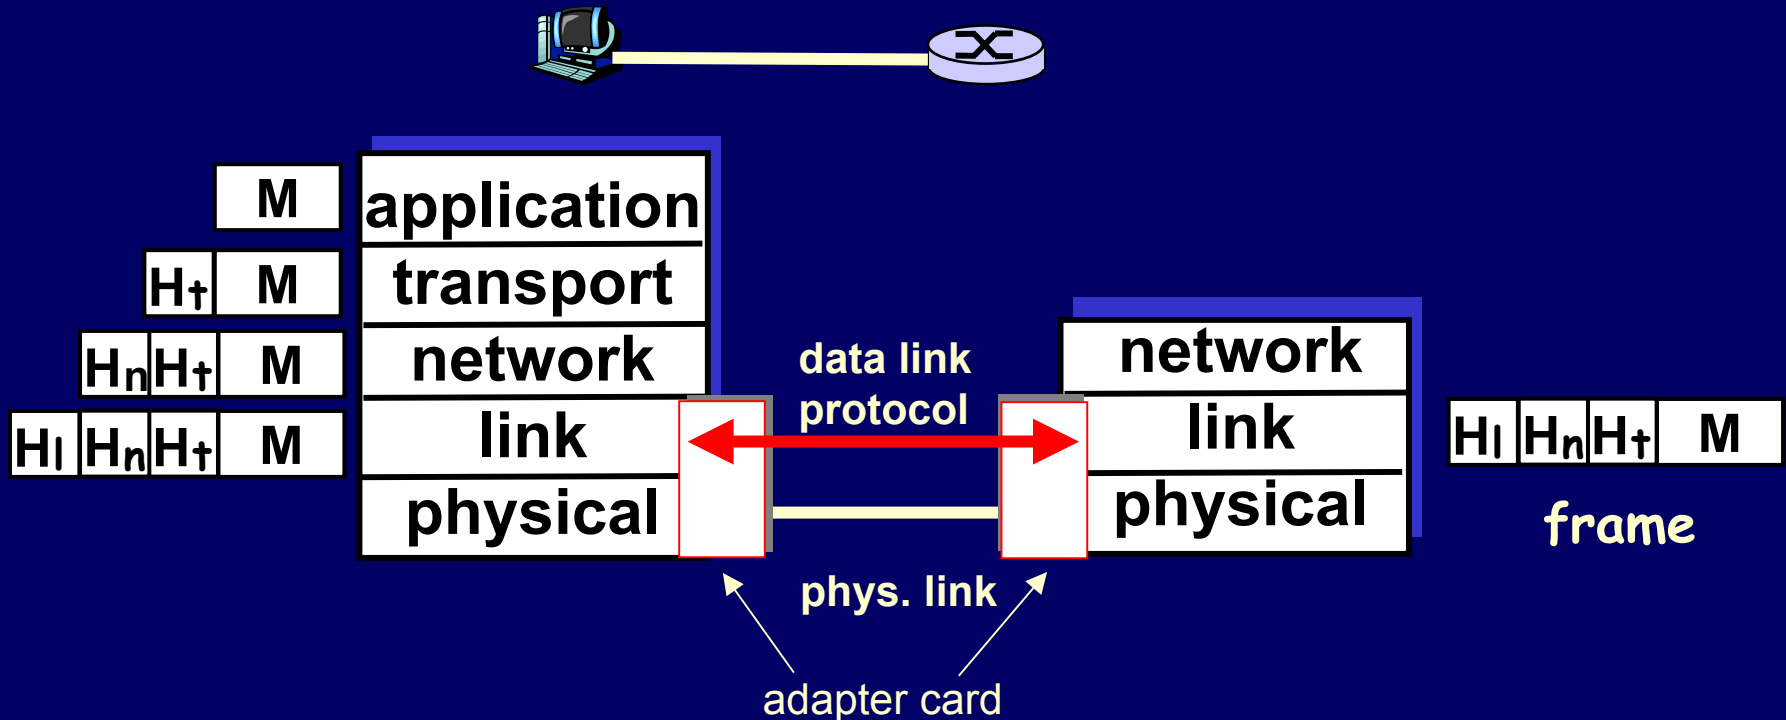 M
application
Ht M
transport
Hn Ht M
network
Hl Hn Ht M
link
physical
data link
protocol
phys. link
adapter card
network
link
physical
Hl Hn Ht M
frame